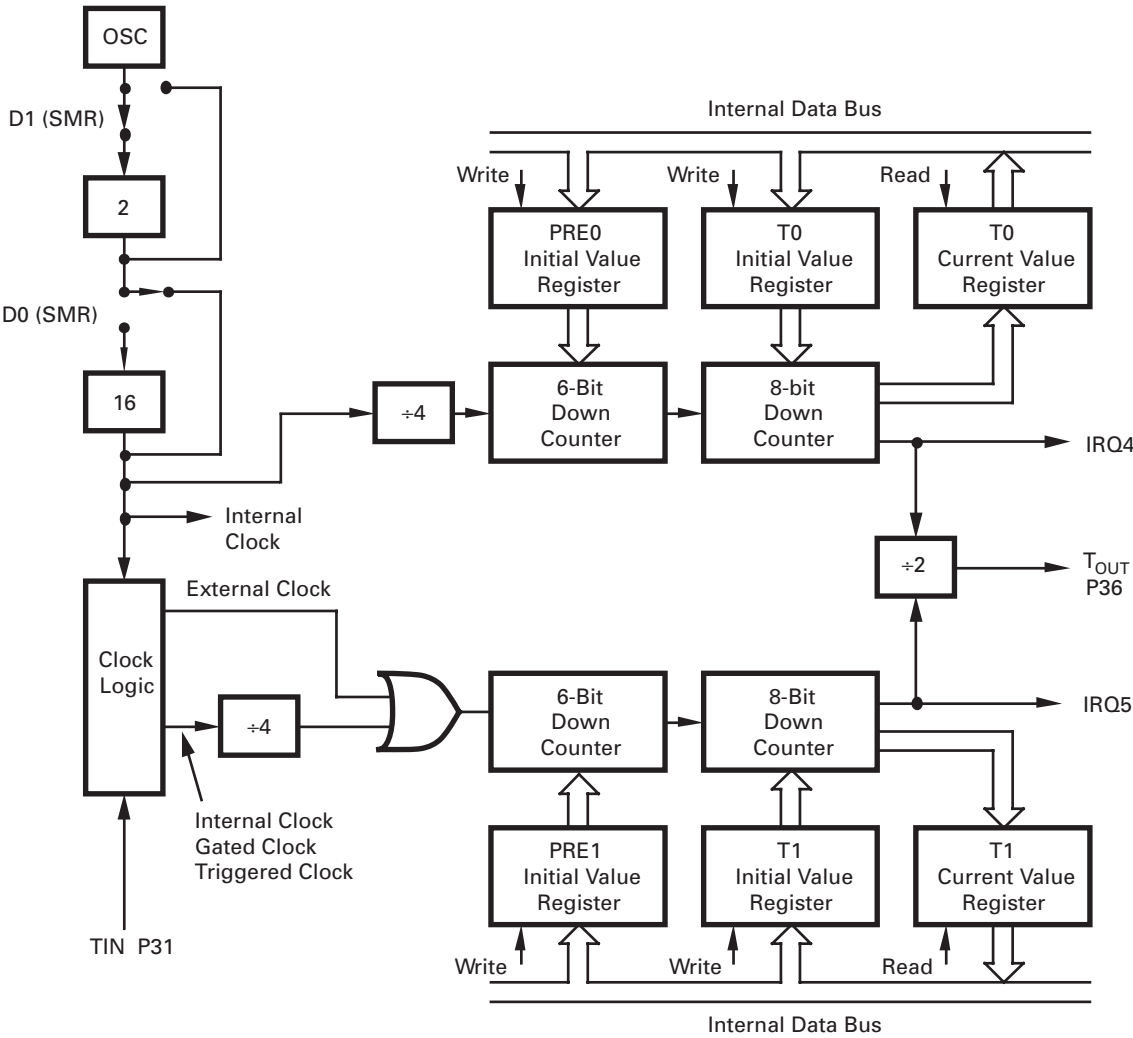 OSC
D1 (SMR)
2
D0 (SMR)
16
Internal Data Bus
Write
Write
Read
PRE0
Initial Value
Register
T0
Initial Value
Register
T0
Current Value
Register
÷4
6-Bit
Down
Counter
8-bit
Down
Counter
IRQ4
Internal
Clock
÷2
TOUT
P36
External Clock
Clock
Logic
÷4
6-Bit
Down
Counter
8-Bit
Down
Counter
IRQ5
Internal Clock
Gated Clock
Triggered Clock
PRE1
Initial Value
Register
T1
Initial Value
Register
T1
Current Value
Register
TIN P31
Write
Write
Read
Internal Data Bus